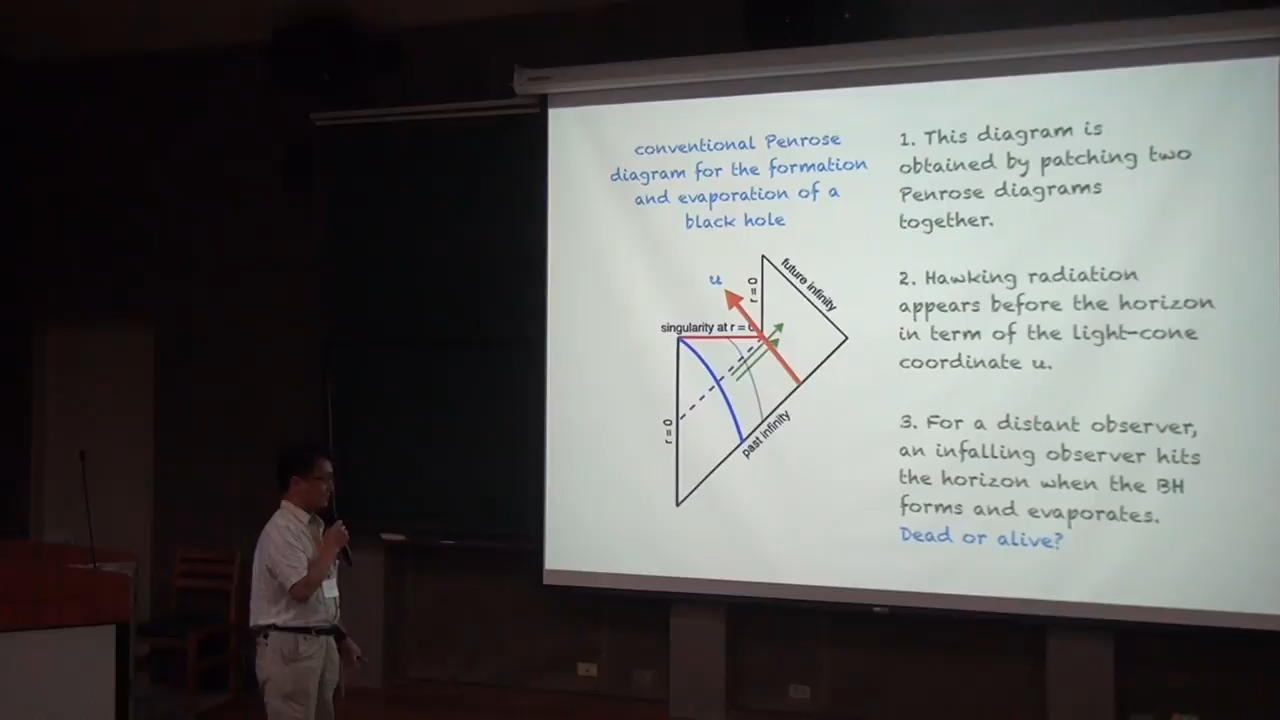 conventional Penrose
diagram for the formation
and evaporation of a
black hole
u
r = 0
future infinity
singularity at r = 0
r = 0
past infinity
1. This diagram is
obtained by patching two
Penrose diagrams
together.
2. Hawking radiation
appears before the horizon
in term of the light-cone
coordinate u.
3. For a distant observer,
an infalling observer hits
the horizon when the BH
forms and evaporates.
Dead or alive?